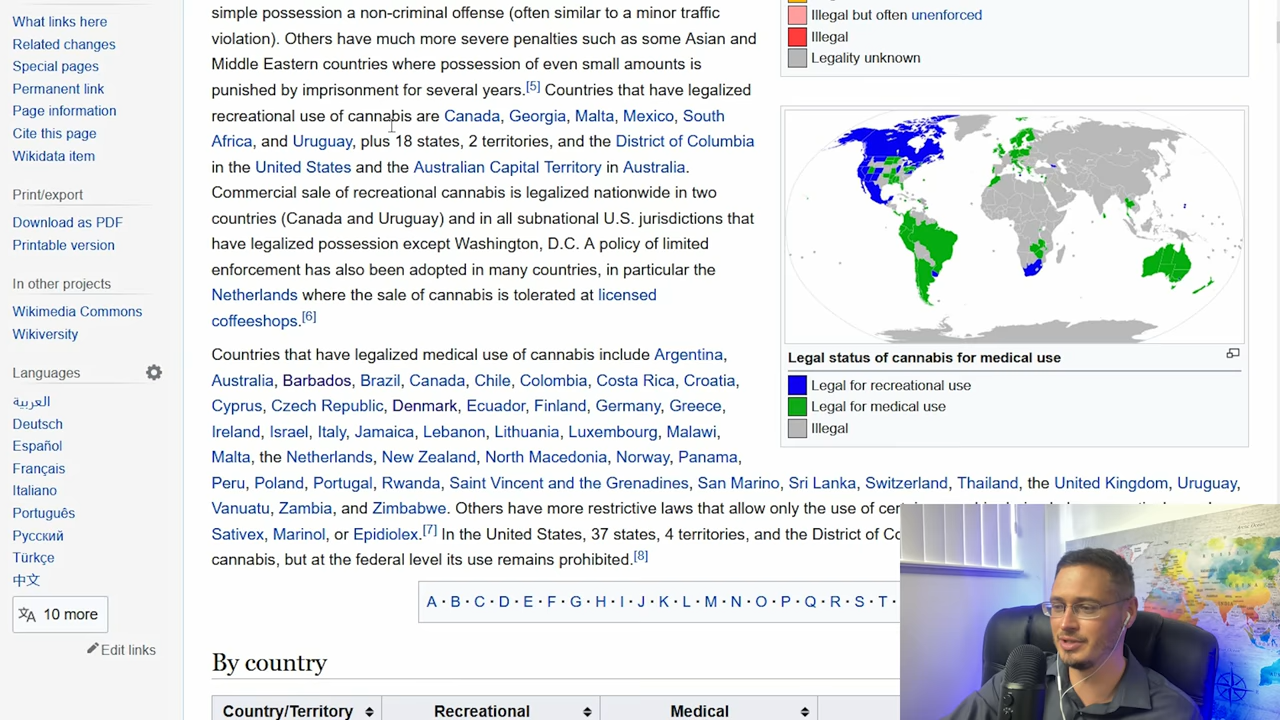 What links here
Related changes
Special pages
Permanent link
Page information
Cite this page
Wikidata item
Print/export
Download as PDF
Printable version
In other projects
Wikimedia Commons
Wikiversity
Languages
العربية
Deutsch
Español
Français
Italiano
Português
Русский
Türkçe
中文
10 more
Edit links
simple possession a non-criminal offense (often similar to a minor traffic
violation). Others have much more severe penalties such as some Asian and
Middle Eastern countries where possession of even small amounts is
punished by imprisonment for several years.[5] Countries that have legalized
recreational use of cannabis are Canada, Georgia, Malta, Mexico, South
Africa, and Uruguay, plus 18 states, 2 territories, and the District of Columbia
in the United States and the Australian Capital Territory in Australia.
Commercial sale of recreational cannabis is legalized nationwide in two
countries (Canada and Uruguay) and in all subnational U.S. jurisdictions that
have legalized possession except Washington, D.C. A policy of limited
enforcement has also been adopted in many countries, in particular the
Netherlands where the sale of cannabis is tolerated at licensed
coffeeshops.[6]
Countries that have legalized medical use of cannabis include Argentina,
Australia, Barbados, Brazil, Canada, Chile, Colombia, Costa Rica, Croatia,
Cyprus, Czech Republic, Denmark, Ecuador, Finland, Germany, Greece,
Ireland, Israel, Italy, Jamaica, Lebanon, Lithuania, Luxembourg, Malawi,
Malta, the Netherlands, New Zealand, North Macedonia, Norway, Panama,
Peru, Poland, Portugal, Rwanda, Saint Vincent and the Grenadines, San Marino, Sri Lanka, Switzerland, Thailand, the United Kingdom, Uruguay,
Vanuatu, Zambia, and Zimbabwe. Others have more restrictive laws that allow only the use of
Sativex, Marinol, or Epidiolex.[7] In the United States, 37 states, 4 territories, and the District of
cannabis, but at the federal level its use remains prohibited.[8]
A · B · C · D · E · F · G · H · I · J · K · L · M · N · O · P · Q · R · S · T ·
By country
Country/Territory Recreational Medical
Illegal but often unenforced
Illegal
Legality unknown
Legal status of cannabis for medical use
Legal for recreational use
Legal for medical use
Illegal